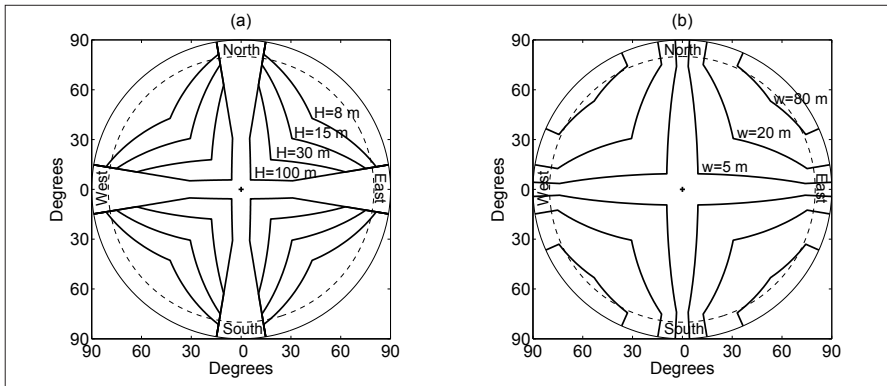 (a)
90
60
30
0
30
60
90
Degrees
90 60 30 0 30 60 90
Degrees
North
South
West
East
H=8 m
H=15 m
H=30 m
H=100 m
(b)
90
60
30
0
30
60
90
Degrees
90 60 30 0 30 60 90
Degrees
North
South
West
East
w=80 m
w=20 m
w=5 m